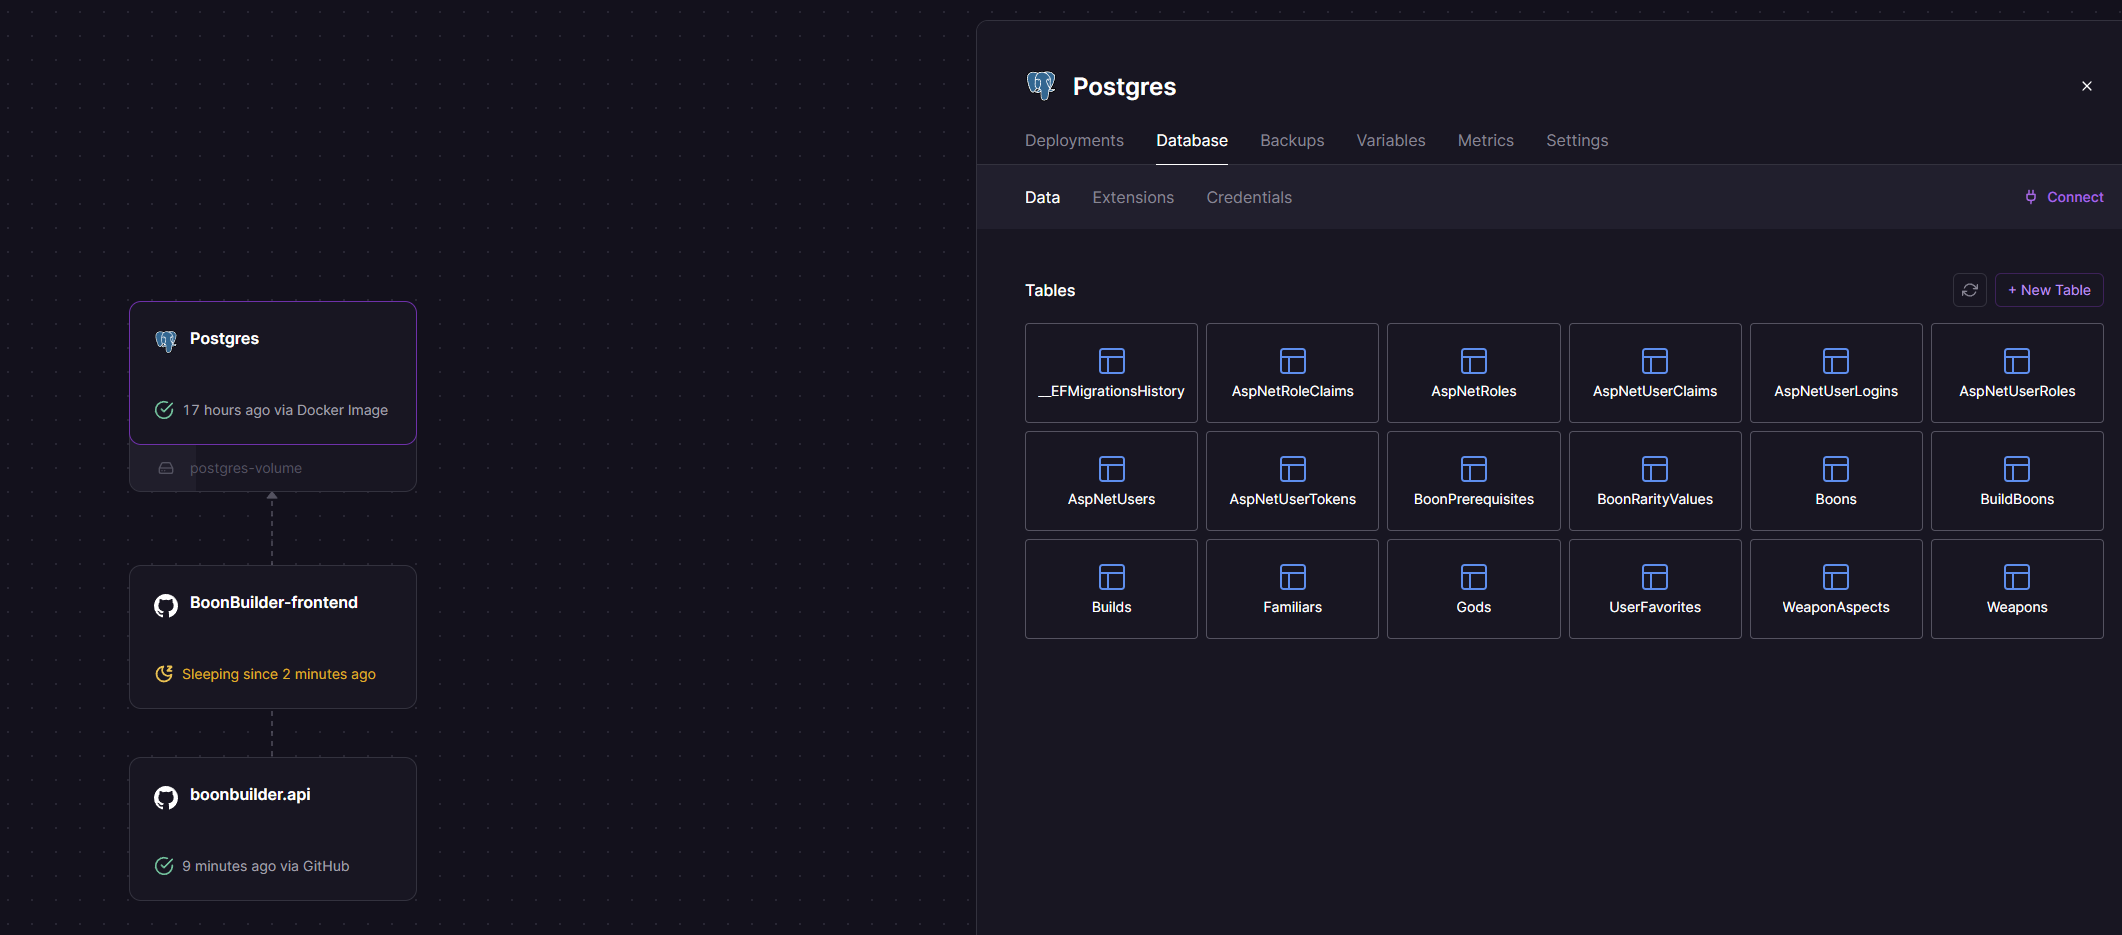 Postgres
17 hours ago via Docker Image
postgres-volume
BoonBuilder-frontend
Sleeping since 2 minutes ago
boonbuilder.api
9 minutes ago via GitHub
Postgres
Deployments Database Backups Variables Metrics Settings
Data Extensions Credentials Connect
Tables + New Table
__EFMigrationsHistory AspNetRoleClaims AspNetRoles AspNetUserClaims AspNetUserLogins AspNetUserRoles
AspNetUsers AspNetUserTokens BoonPrerequisites BoonRarityValues Boons BuildBoons
Builds Familiars Gods UserFavorites WeaponAspects Weapons